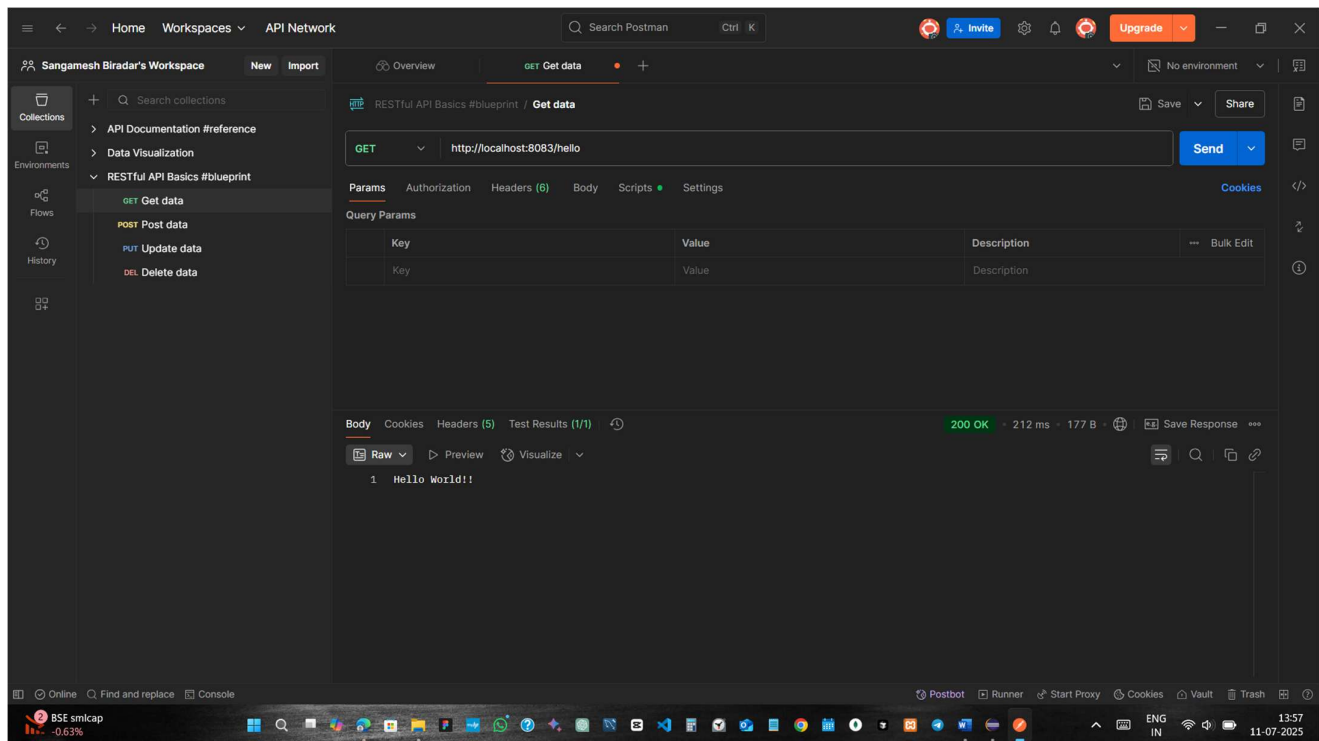 Home Workspaces API Network Search Postman Ctrl K Invite Upgrade
Sangamesh Biradar's Workspace New Import Overview GET Get data No environment
Collections
Environments
Flows
History
Search collections
API Documentation #reference
Data Visualization
RESTful API Basics #blueprint
GET Get data
POST Post data
PUT Update data
DEL Delete data
HTTP RESTful API Basics #blueprint / Get data Save Share
GET http://localhost:8083/hello Send
Params Authorization Headers (6) Body Scripts Settings Cookies
Query Params
Key Value Description Bulk Edit
Key Value Description
Body Cookies Headers (5) Test Results (1/1) 200 OK 212 ms 177 B e.g. Save Response
Raw Preview Visualize
1 Hello World!!
Online Find and replace Console Postbot Runner Start Proxy Cookies Vault Trash
2 BSE smlcap
-0.63%
ENG
IN
13:57
11-07-2025